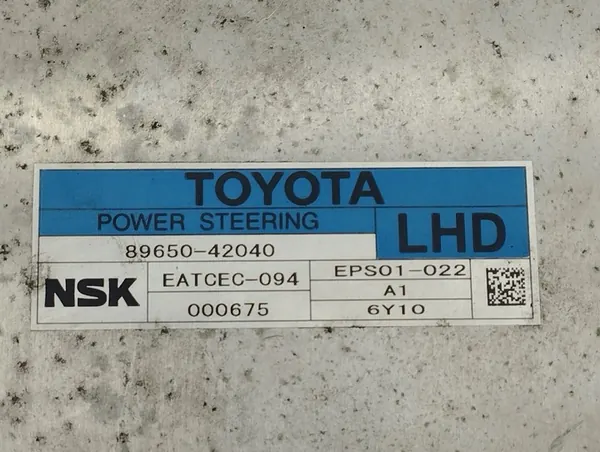 TOYOTA
POWER STEERING
LHD
89650-42040
NSK
EATCEC-094
EPS01-022
A1
000675
6Y10